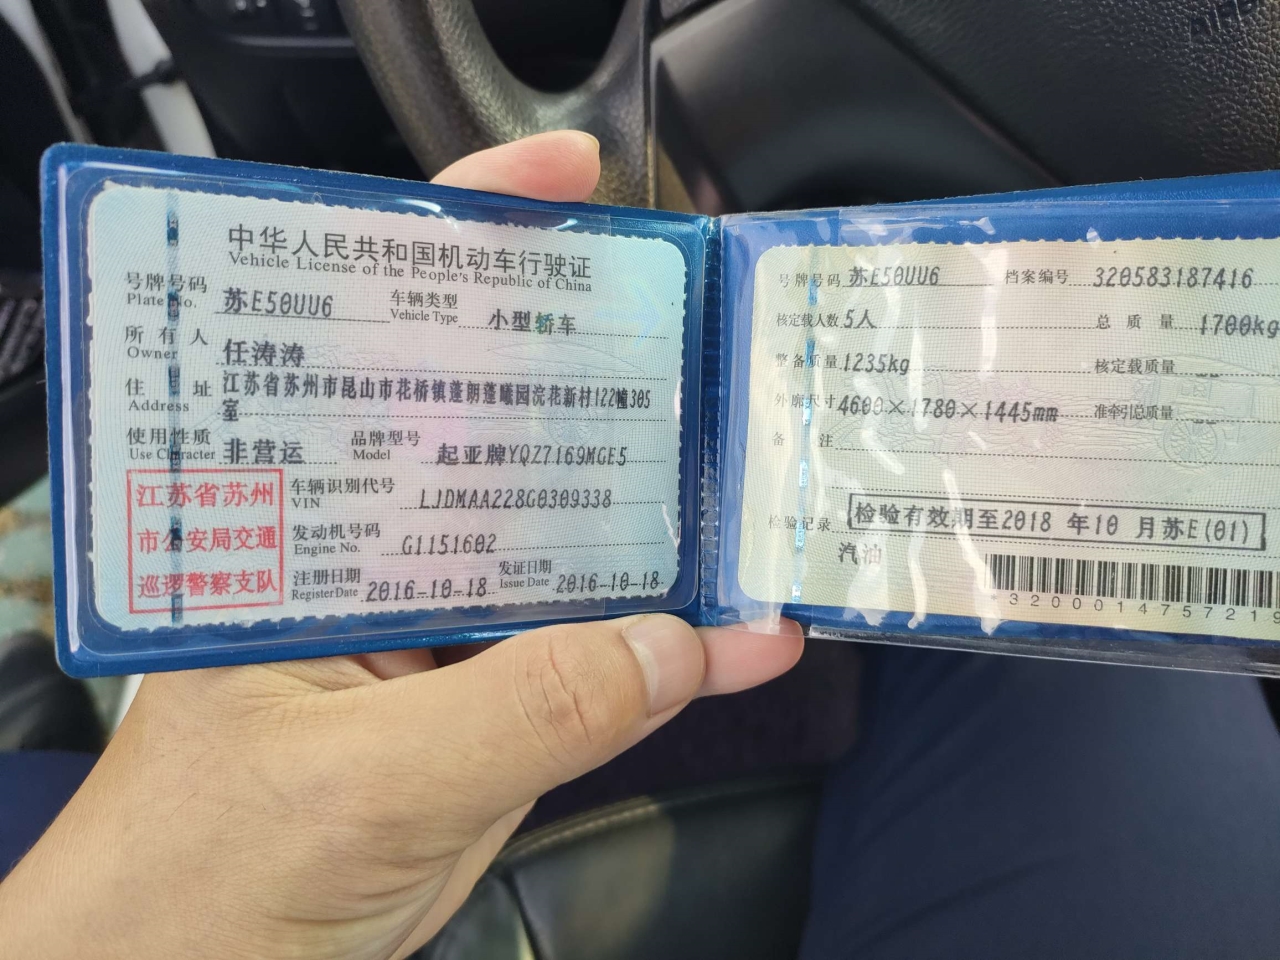 中华人民共和国机动车行驶证
Vehicle License of the People's Republic of China
号牌号码 苏E50UU6 车辆类型 小型轿车
Plate No. Vehicle Type
所有人 任涛涛
Owner
住址 江苏省苏州市昆山市花桥镇蓬朗蓬曦园浣花新村122幢305
Address 室
使用性质 非营运 品牌型号 起亚牌YQZ7169MGE5
Use Character Model
江苏省苏州
市公安局交通
巡逻警察支队
车辆识别代号 LJDMAA228G0309338
VIN
发动机号码 G1151602
Engine No.
注册日期 2016-10-18 发证日期 2016-10-18
Register Date Issue Date
号牌号码 苏E50UU6 档案编号 320583187416
核定载人数 5人 总质量 1700kg
整备质量 1235kg 核定载质量 --
外廓尺寸 4600×1780×1445mm 准牵引总质量 --
备注
检验记录 检验有效期至2018 年10 月苏E(01)
汽油
3200014757219